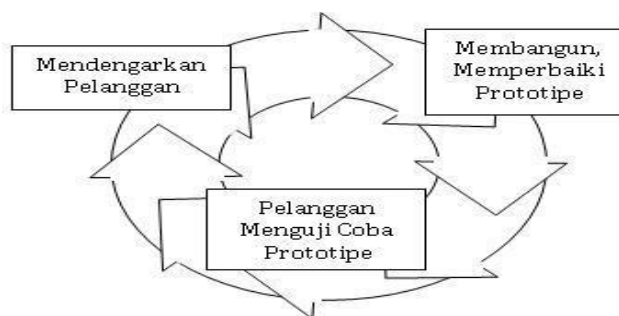 Mendengarkan
Pelanggan
Membangun,
Memperbaiki
Prototipe
Pelanggan
Menguji Coba
Prototipe